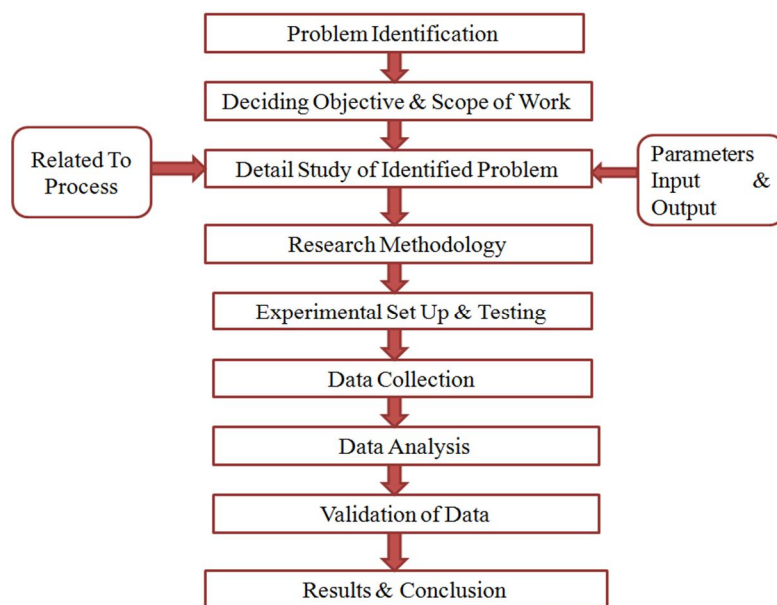 Problem Identification
Deciding Objective & Scope of Work
Related To
Process
Detail Study of Identified Problem
Parameters
Input &
Output
Research Methodology
Experimental Set Up & Testing
Data Collection
Data Analysis
Validation of Data
Results & Conclusion